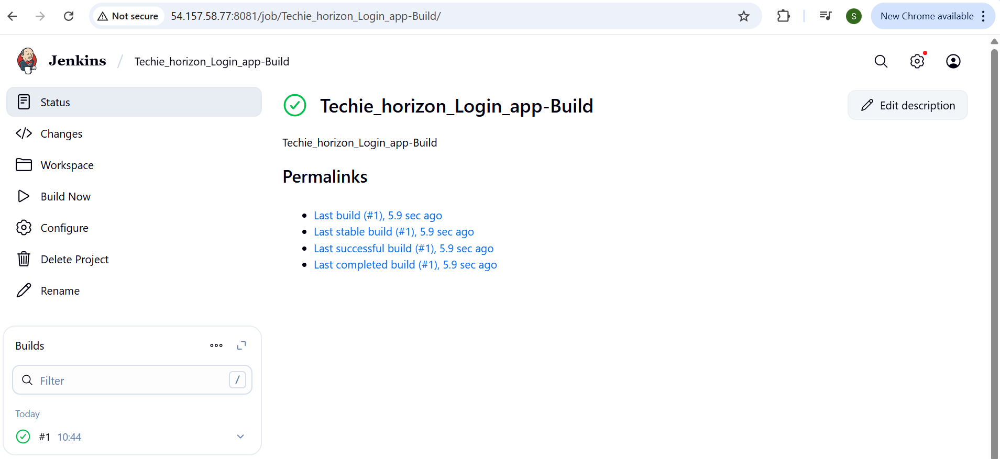 Not secure 54.157.58.77:8081/job/Techie_horizon_Login_app-Build/ S New Chrome available
Jenkins / Techie_horizon_Login_app-Build
Status
Changes
Workspace
Build Now
Configure
Delete Project
Rename
Builds
Filter /
Today
#1 10:44
Techie_horizon_Login_app-Build
Edit description
Techie_horizon_Login_app-Build
Permalinks
Last build (#1), 5.9 sec ago
Last stable build (#1), 5.9 sec ago
Last successful build (#1), 5.9 sec ago
Last completed build (#1), 5.9 sec ago